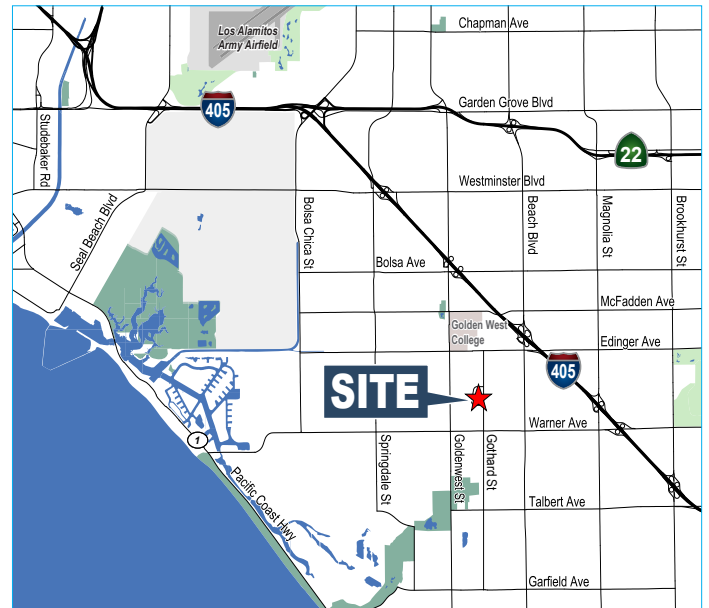 Chapman Ave
Los Alamitos
Army Airfield
Garden Grove Blvd
405
22
Studebaker Rd
Westminster Blvd
Seal Beach Blvd
Bolsa Chica St
Beach Blvd
Magnolia St
Brookhurst St
Bolsa Ave
McFadden Ave
Golden West
College
Edinger Ave
405
SITE
Warner Ave
1
Springdale St
Goldenwest St
Gothard St
Pacific Coast Hwy
Talbert Ave
Garfield Ave